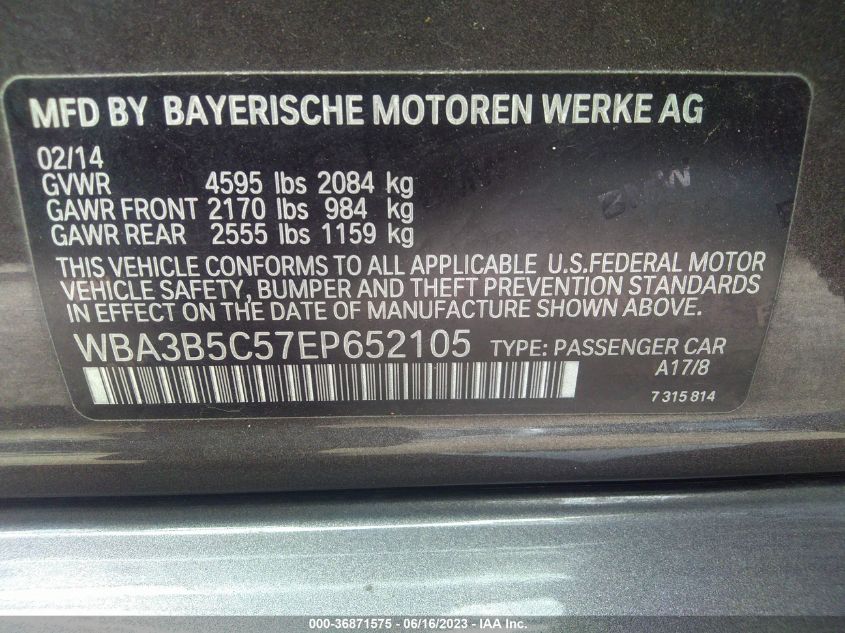 MFD BY BAYERISCHE MOTOREN WERKE AG
02/14
GVWR 4595 lbs 2084 kg
GAWR FRONT 2170 lbs 984 kg
GAWR REAR 2555 lbs 1159 kg
BMW
THIS VEHICLE CONFORMS TO ALL APPLICABLE U.S.FEDERAL MOTOR
VEHICLE SAFETY, BUMPER AND THEFT PREVENTION STANDARDS
IN EFFECT ON THE DATE OF MANUFACTURE SHOWN ABOVE.
WBA3B5C57EP652105 TYPE: PASSENGER CAR
A17/8
7 315 814
000-36871575 - 06/16/2023 - IAA Inc.